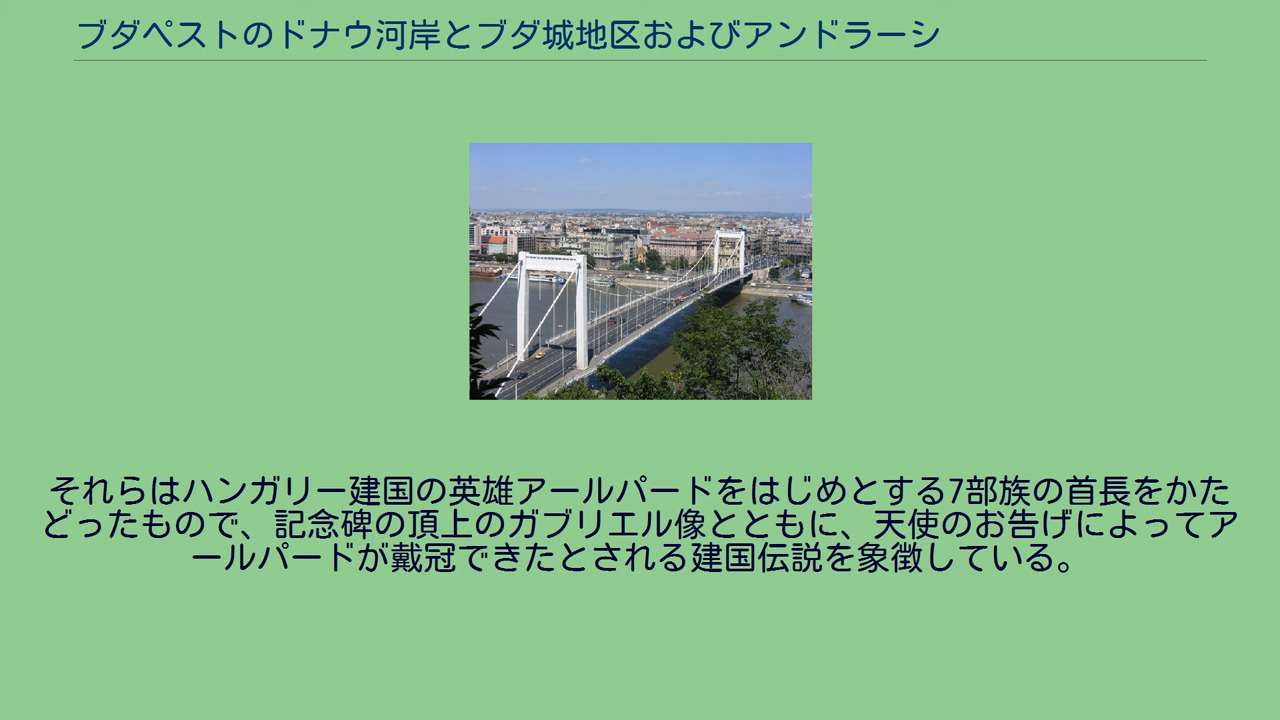 ブダペストのドナウ河岸とブダ城地区およびアンドラーシ
それらはハンガリー建国の英雄アールパードをはじめとする7部族の首長をかた
どったもので、記念碑の頂上のガブリエル像とともに、天使のお告げによってア
ールパードが戴冠できたとされる建国伝説を象徴している。